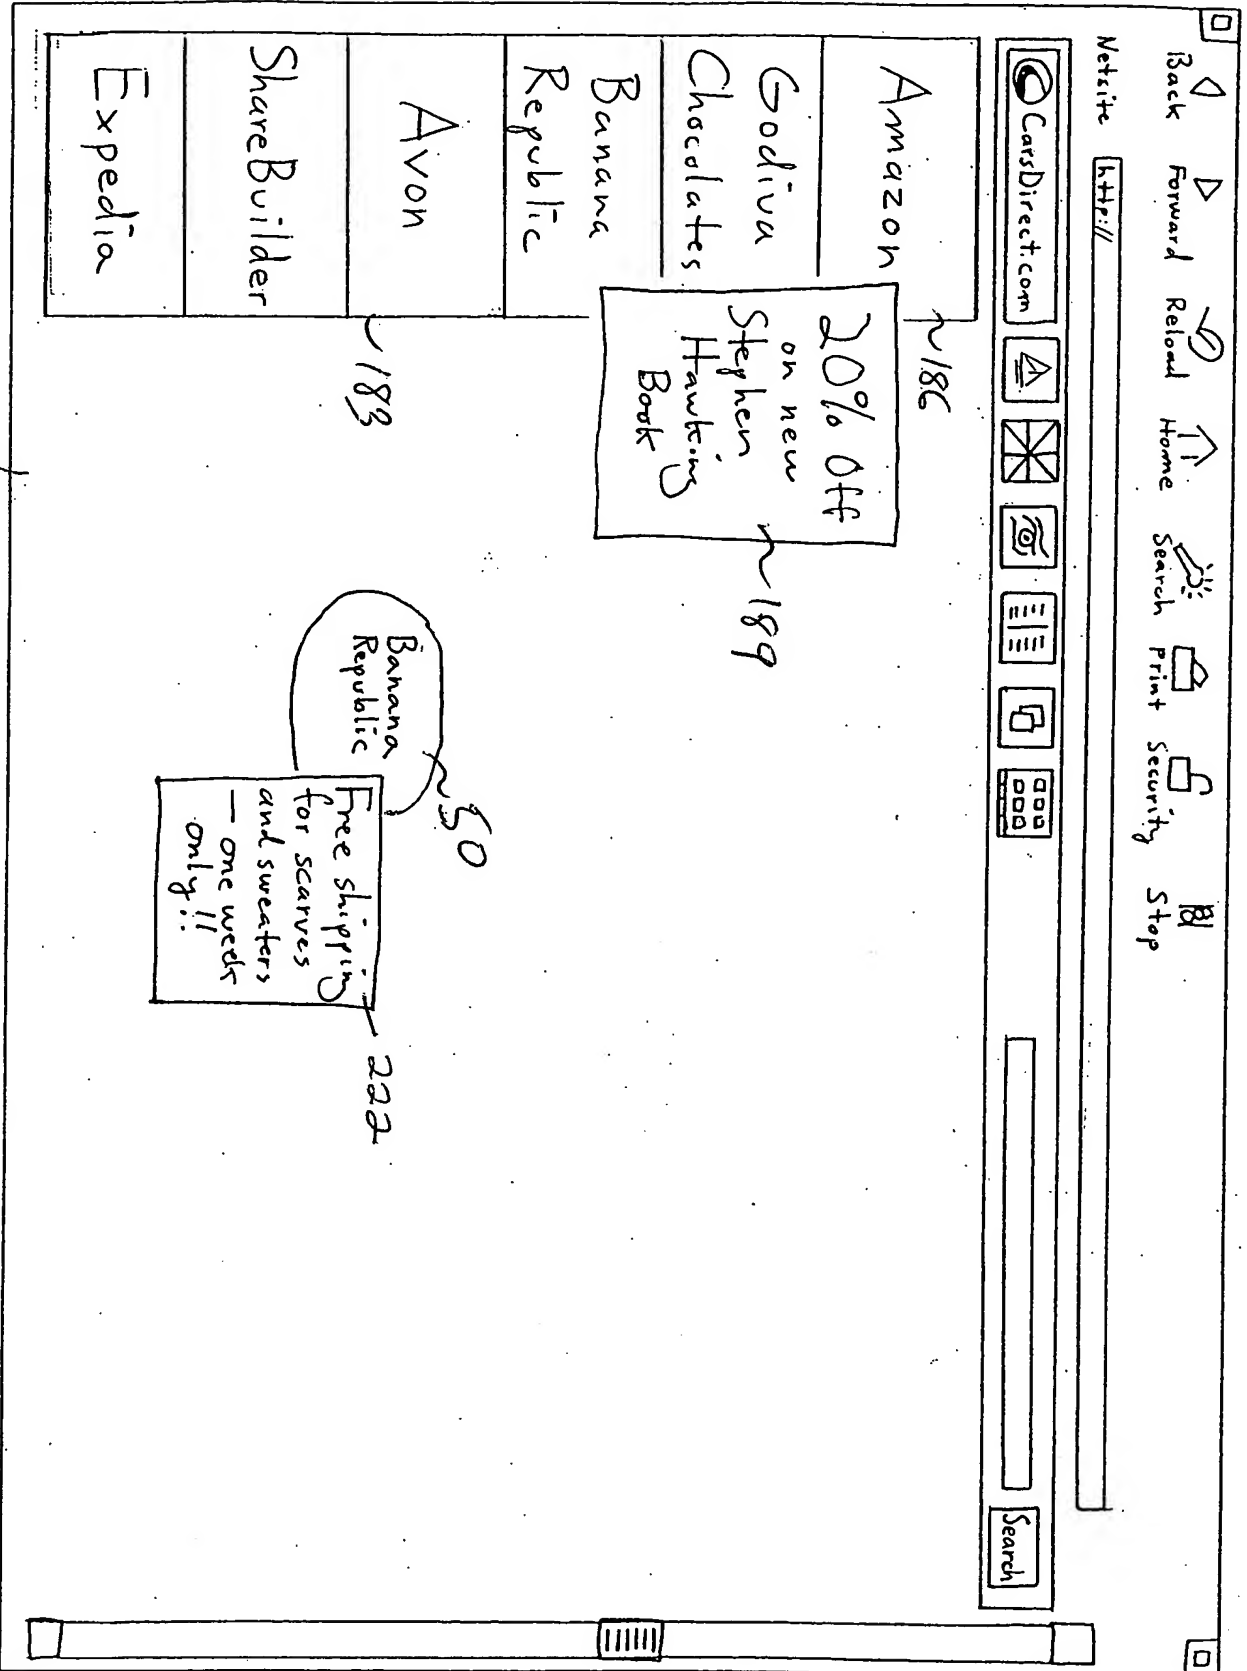 Back Forward Reload Home Search Print Security Stop
Netsite http://
CarsDirect.com Search
Amazon
~186
Godiva
Chocolates
20% Off
on new
Stephen
Hawking
Book
~189
Banana
Republic
Avon
~183
ShareBuilder
Expedia
Banana
Republic
~50
Free shipping
for scarves
and sweaters
— one week
only!!
222